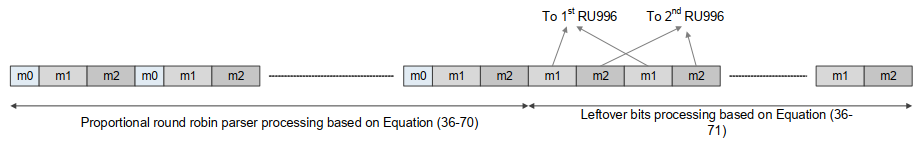 To 1st RU996 To 2nd RU996
m0 m1 m2 m0 m1 m2 m0 m1 m2 m1 m2 m1 m2 m1 m2
Proportional round robin parser processing based on Equation (36-70)
Leftover bits processing based on Equation (36-
71)